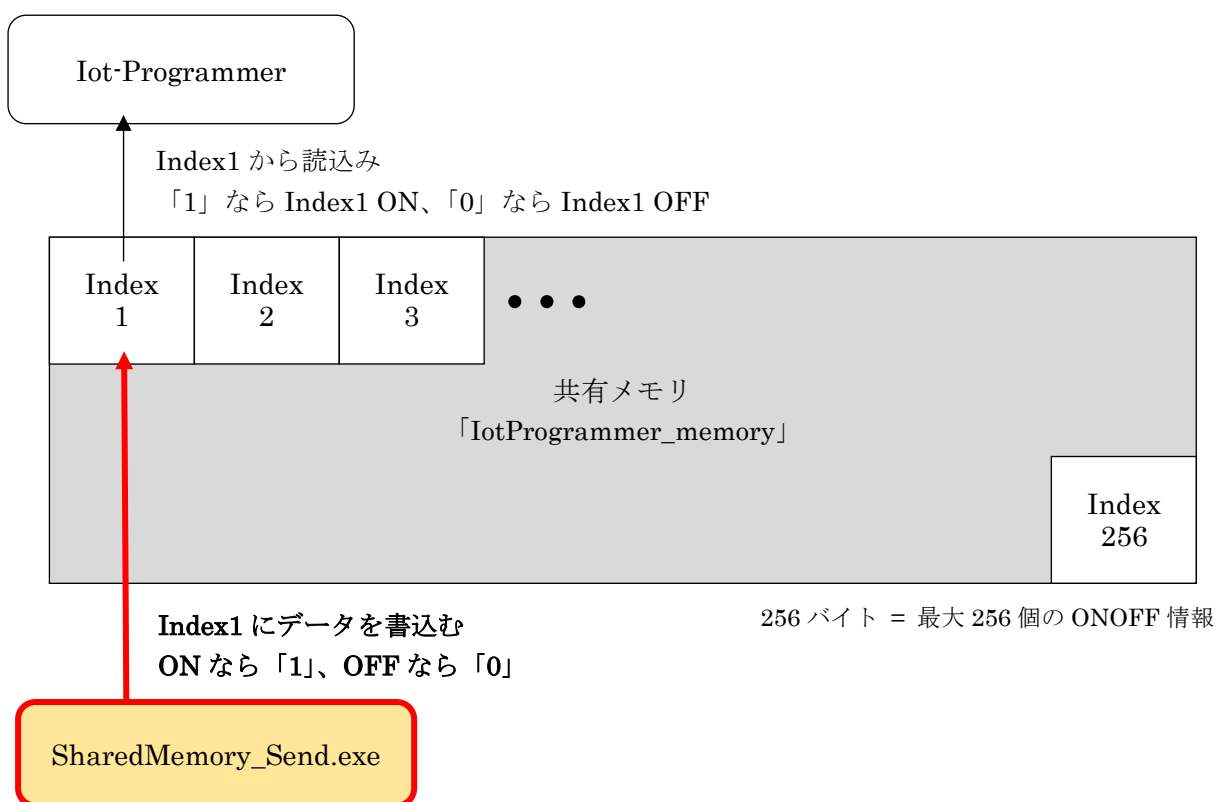 Iot-Programmer
Index1 から読込み
「1」なら Index1 ON、「0」なら Index1 OFF
Index
1
Index
2
Index
3
・・・
共有メモリ
「IotProgrammer_memory」
Index
256
256 バイト = 最大 256 個の ONOFF 情報
Index1 にデータを書込む
ON なら「1」、OFF なら「0」
SharedMemory_Send.exe